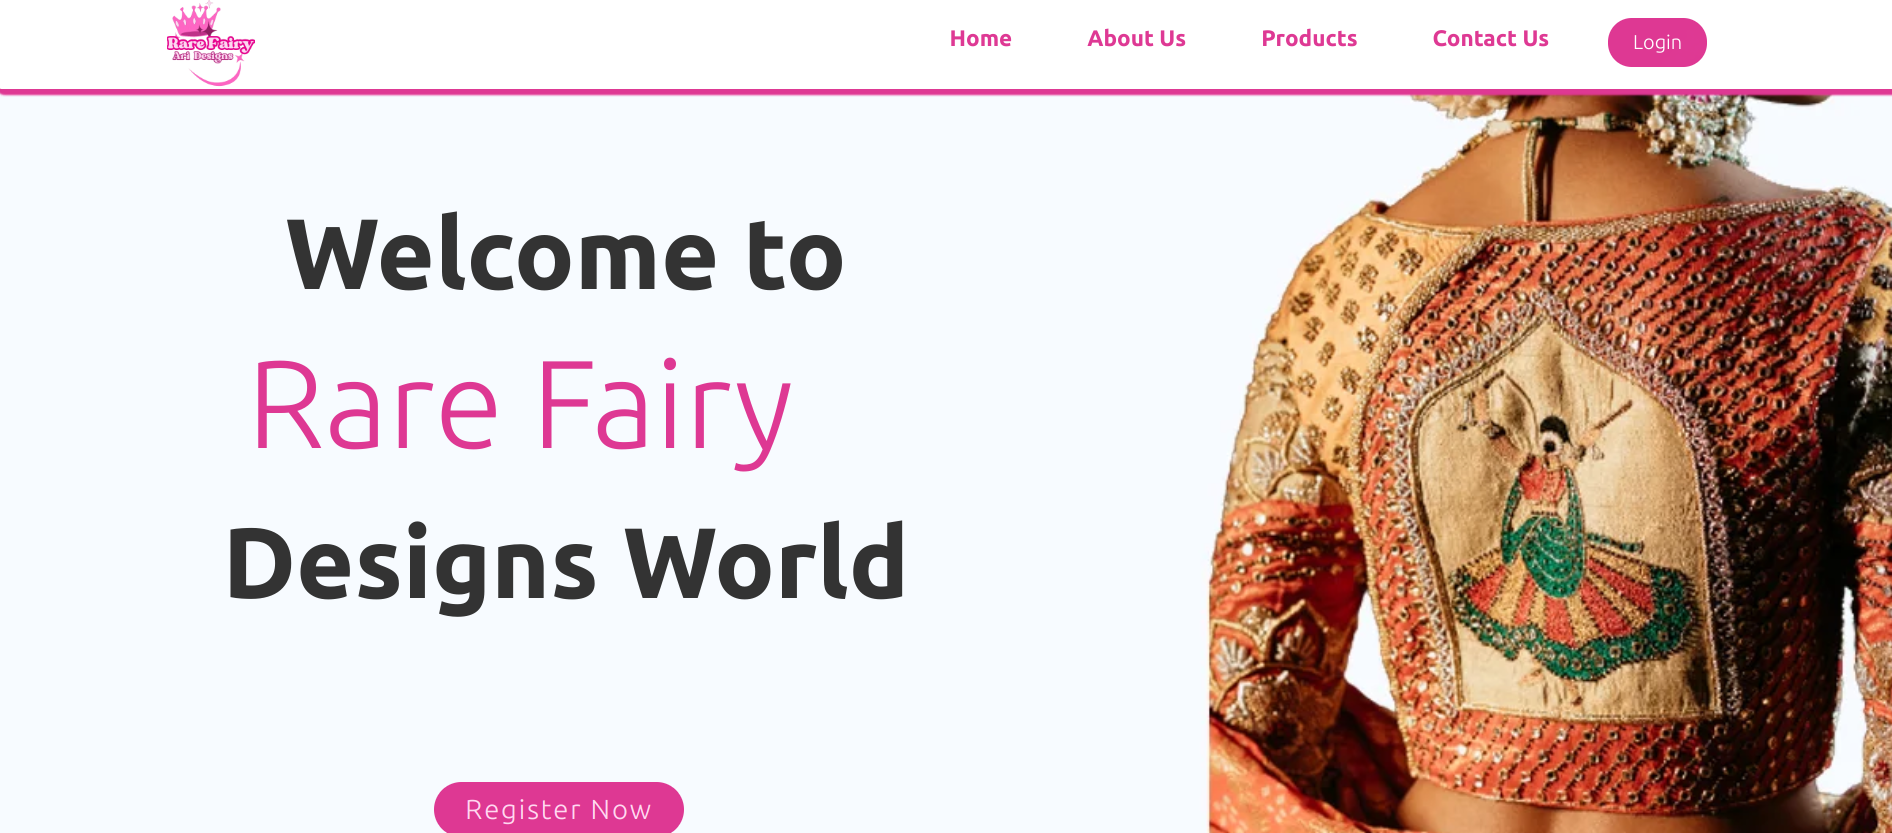 Rare Fairy
Ari Designs
Home
About Us
Products
Contact Us
Login
Welcome to
Rare Fairy
Designs World
Register Now